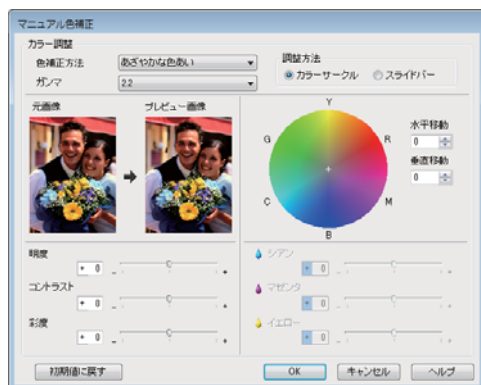 マニュアル色補正
カラー調整
色補正方法 あざやかな色あい
ガンマ 2.2
調整方法
カラーサークル スライドバー
元画像 プレビュー画像
Y
G R
C M
B
水平移動
0
垂直移動
0
明度
+ 0 - +
コントラスト
+ 0 - +
彩度
+ 0 - +
シアン
+ 0 - +
マゼンタ
+ 0 - +
イエロー
+ 0 - +
初期値に戻す OK キャンセル ヘルプ